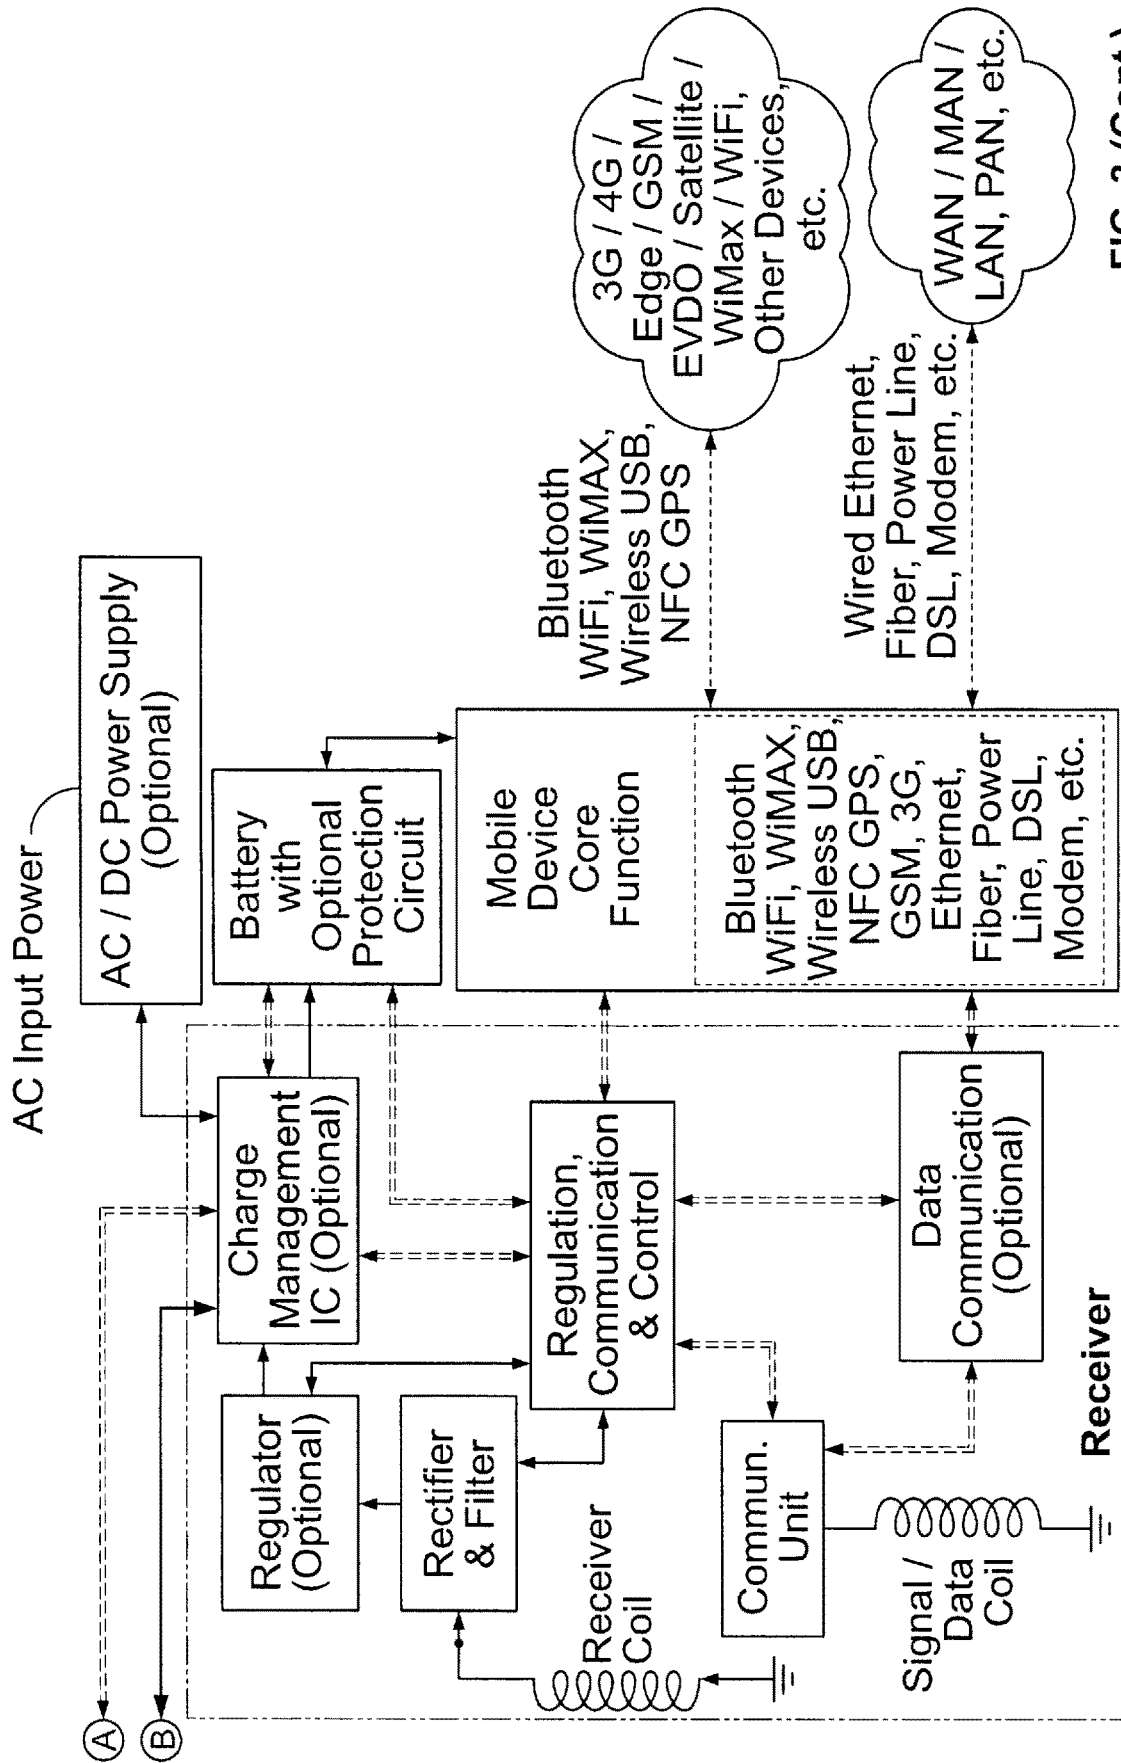 AC Input Power
AC / DC Power Supply
(Optional)
A
B
Charge
Management
IC (Optional)
Battery
with
Optional
Protection
Circuit
Regulator
(Optional)
Rectifier
& Filter
Receiver
Coil
Regulation,
Communication
& Control
Mobile
Device
Core
Function
Bluetooth
WiFi, WiMAX,
Wireless USB,
NFC GPS,
GSM, 3G,
Ethernet,
Fiber, Power
Line, DSL,
Modem, etc.
Bluetooth
WiFi, WiMAX,
Wireless USB,
NFC GPS
3G / 4G /
Edge / GSM /
EVDO / Satellite /
WiMax / WiFi,
Other Devices,
etc.
Wired Ethernet,
Fiber, Power Line,
DSL, Modem, etc.
WAN / MAN /
LAN, PAN, etc.
Commun.
Unit
Signal /
Data
Coil
Data
Communication
(Optional)
Receiver
FIG. 2 (Cont.)